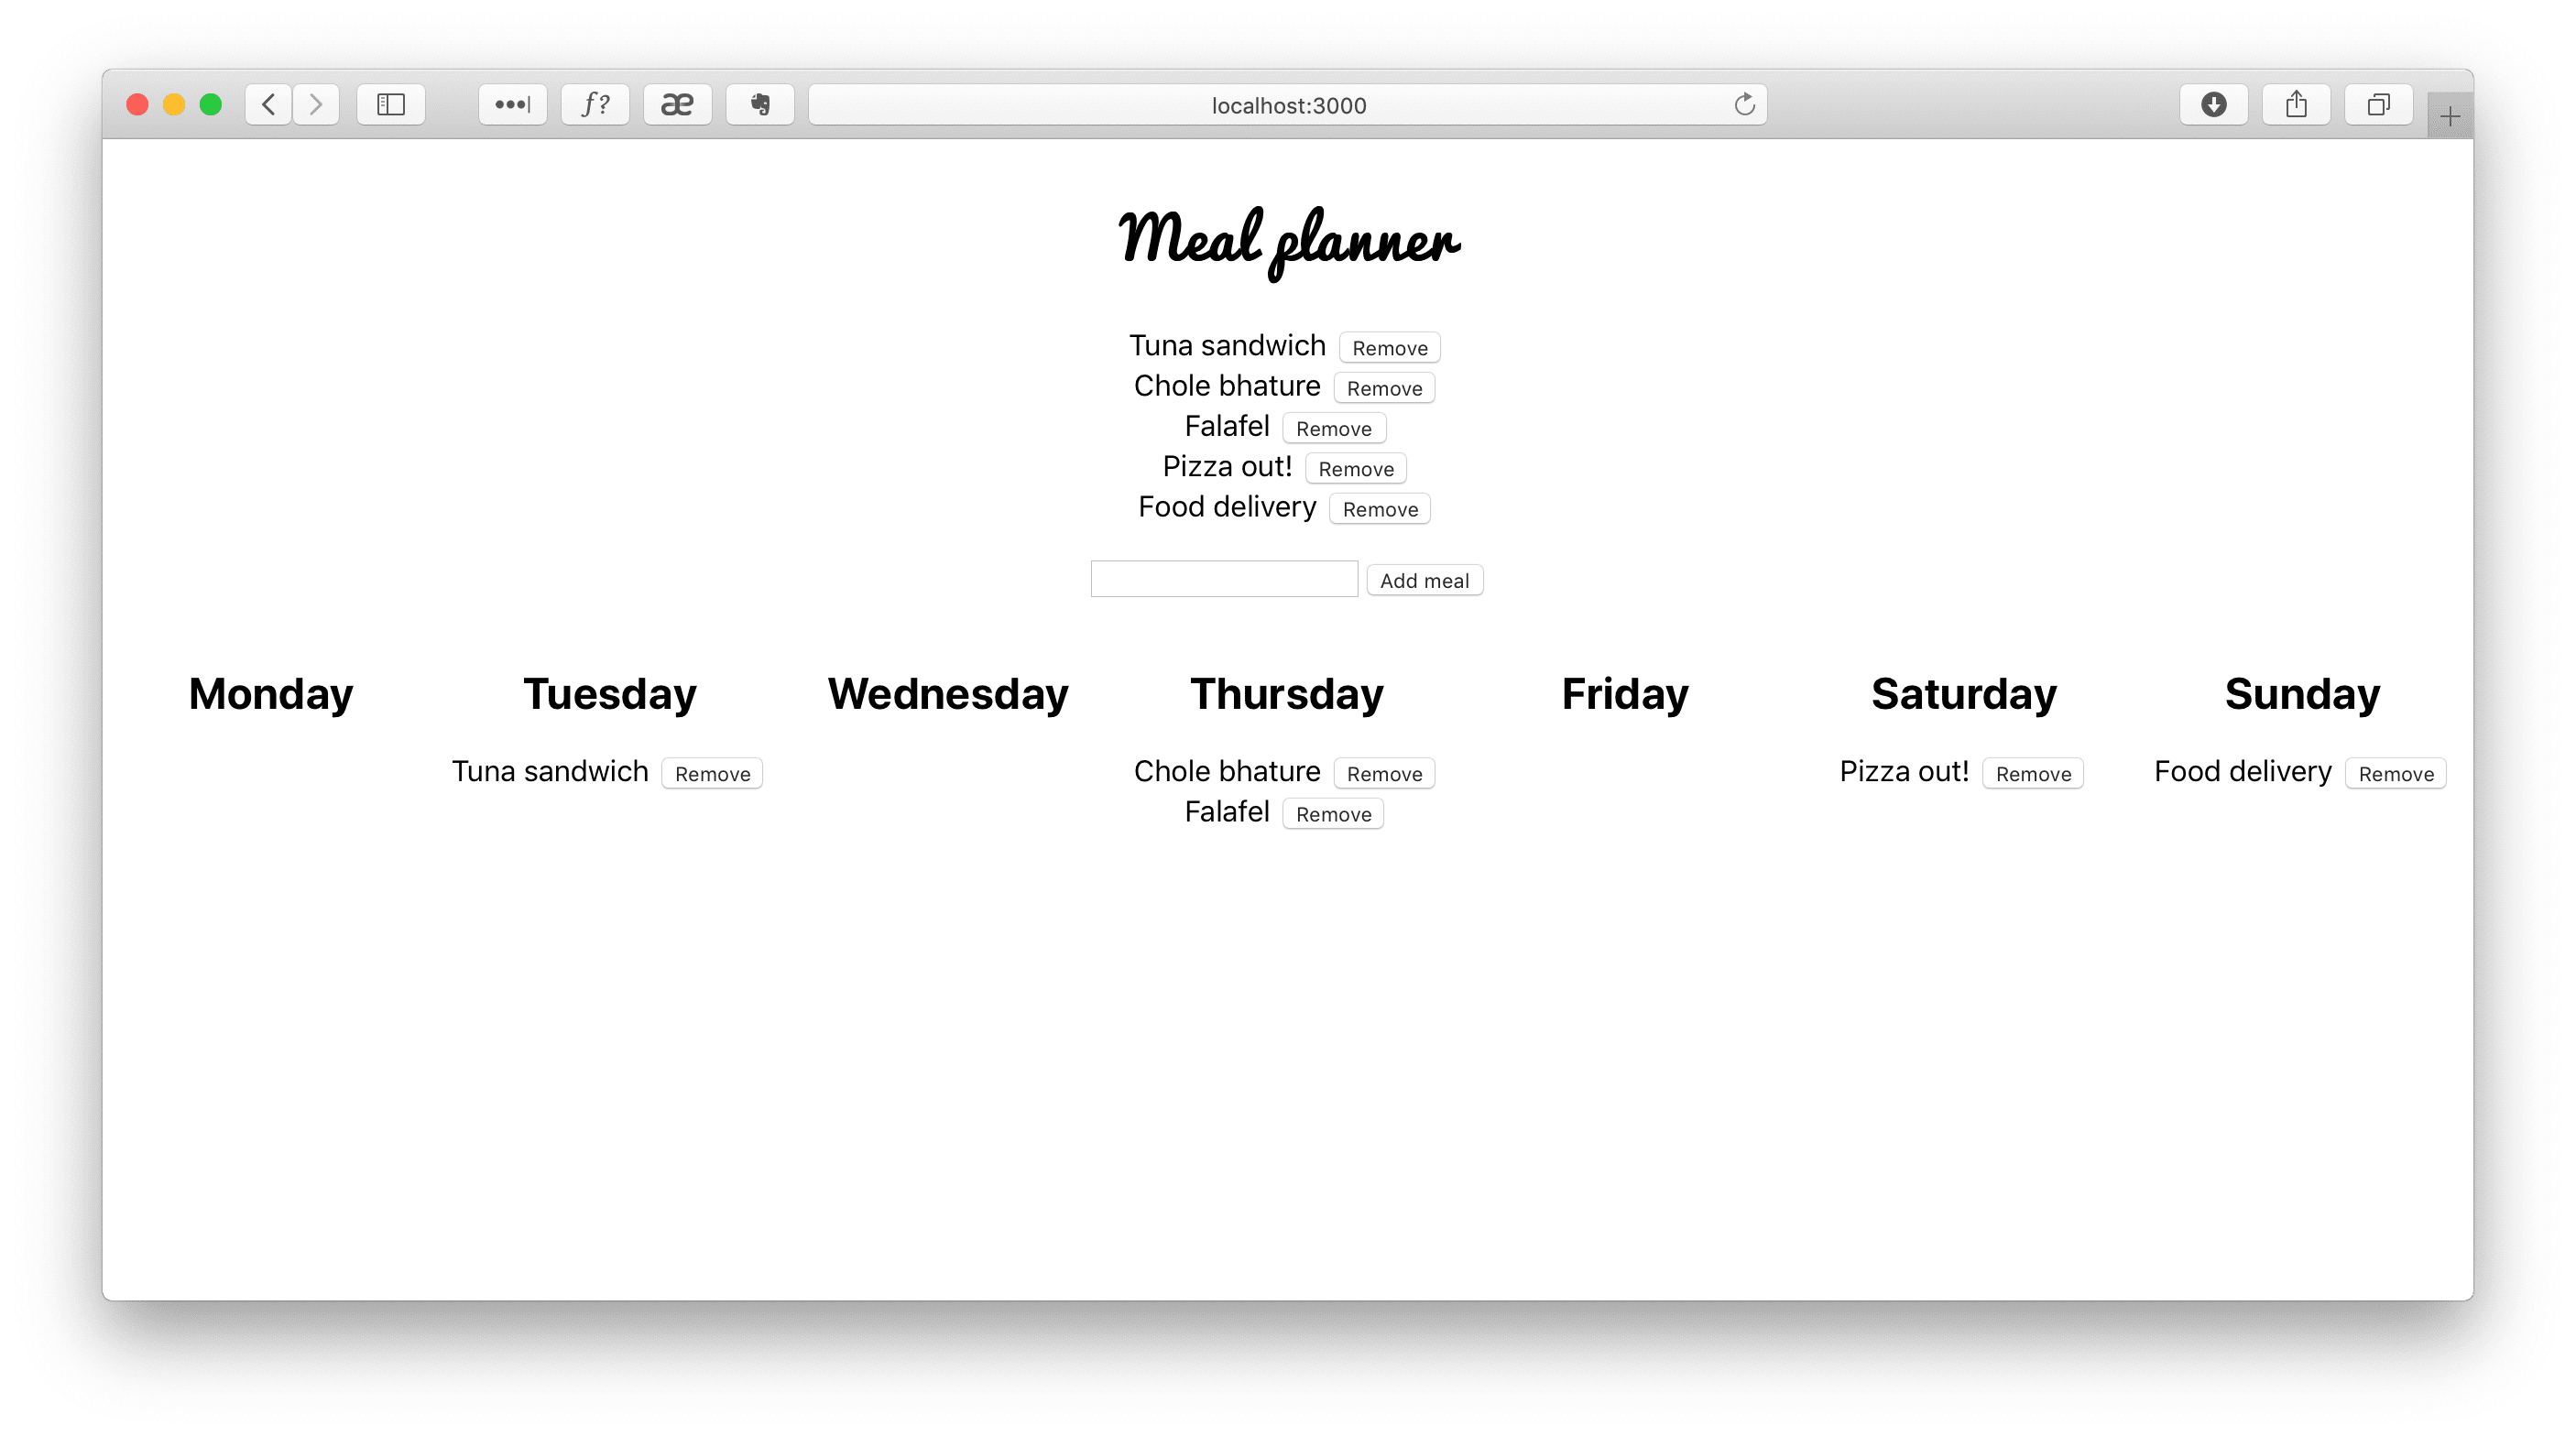 •••| ƒ? æ localhost:3000
Meal planner
Tuna sandwich Remove
Chole bhature Remove
Falafel Remove
Pizza out! Remove
Food delivery Remove
Add meal
Monday Tuesday Wednesday Thursday Friday Saturday Sunday
Tuna sandwich Remove Chole bhature Remove Pizza out! Remove Food delivery Remove
Falafel Remove